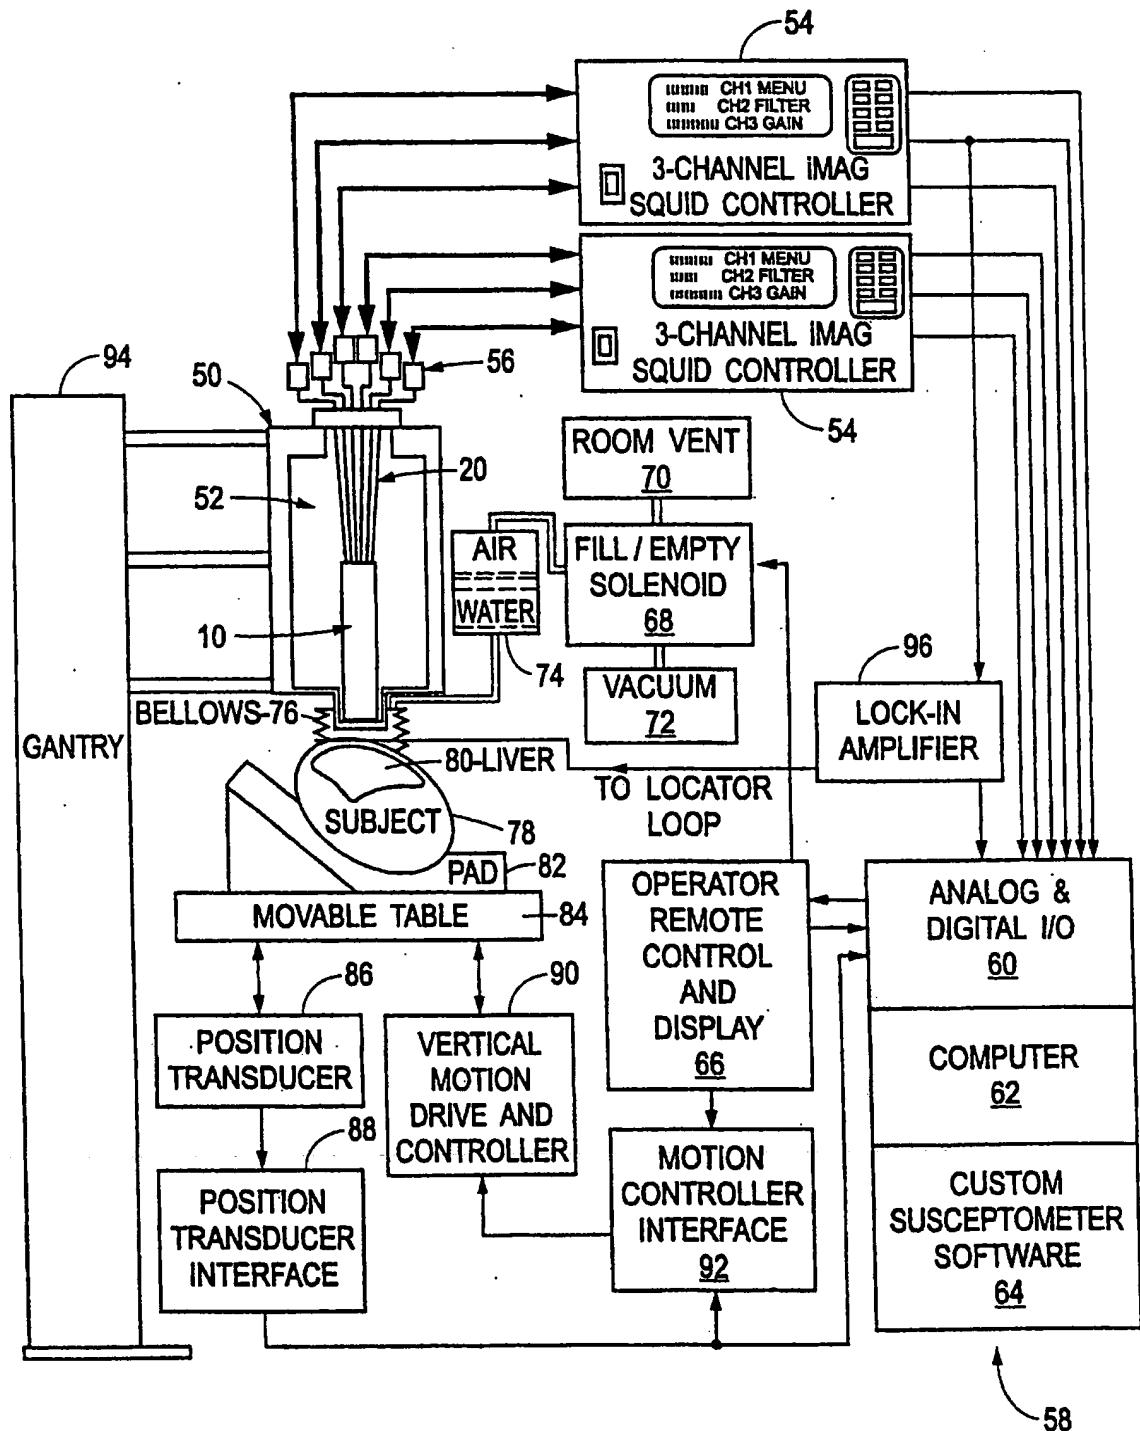 54
CH1 MENU
CH2 FILTER
CH3 GAIN
3-CHANNEL iMAG
SQUID CONTROLLER
CH1 MENU
CH2 FILTER
CH3 GAIN
3-CHANNEL IMAG
SQUID CONTROLLER
54
94
50
56
52
20
10
ROOM VENT
70
AIR
WATER
74
FILL / EMPTY
SOLENOID
68
VACUUM
72
96
LOCK-IN
AMPLIFIER
GANTRY
BELLOWS-76
80-LIVER
SUBJECT
78
TO LOCATOR
LOOP
PAD
82
MOVABLE TABLE
84
86
POSITION
TRANSDUCER
88
POSITION
TRANSDUCER
INTERFACE
90
VERTICAL
MOTION
DRIVE AND
CONTROLLER
OPERATOR
REMOTE
CONTROL
AND
DISPLAY
66
MOTION
CONTROLLER
INTERFACE
92
ANALOG &
DIGITAL I/O
60
COMPUTER
62
CUSTOM
SUSCEPTOMETER
SOFTWARE
64
58